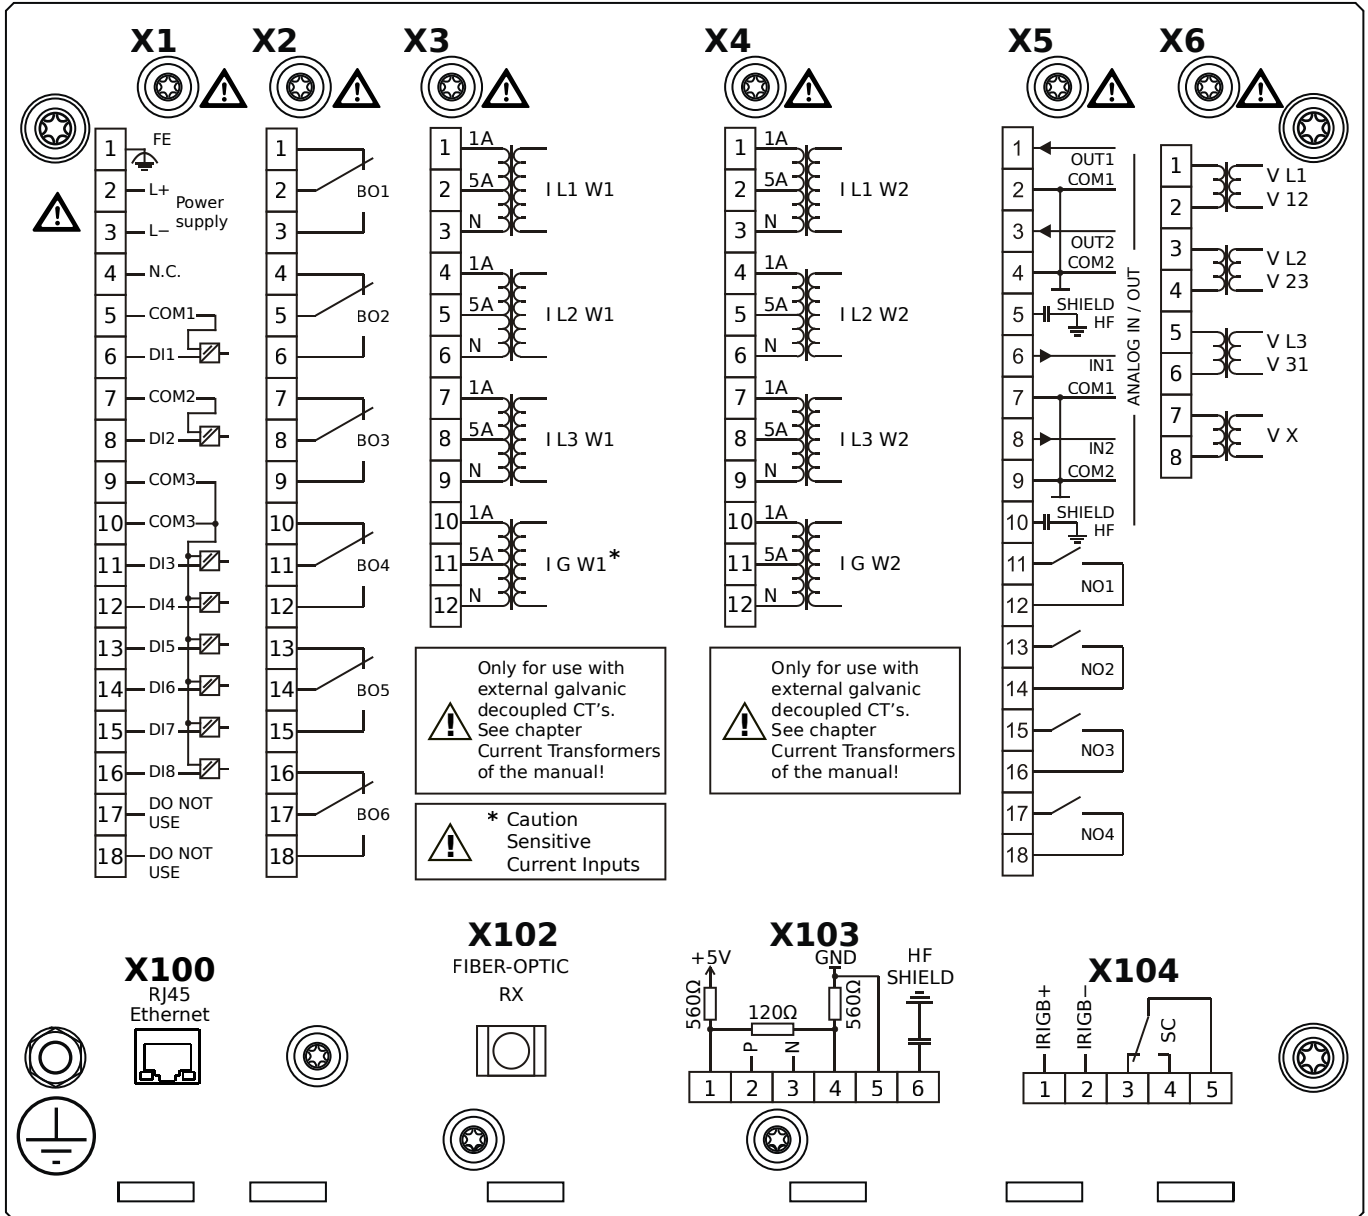 X1
X2
X3
X4
X5
X6
1
FE
2
L+
Power
supply
3
L−
4
N.C.
5
COM1
6
DI1
7
COM2
8
DI2
9
COM3
10
COM3
11
DI3
12
DI4
13
DI5
14
DI6
15
DI7
16
DI8
17
DO NOT
USE
18
DO NOT
USE
1
2
BO1
3
4
5
BO2
6
7
8
BO3
9
10
11
BO4
12
13
14
BO5
15
16
17
BO6
18
1
1A
2
5A
I L1 W1
3
N
4
1A
5
5A
I L2 W1
6
N
7
1A
8
5A
I L3 W1
9
N
10
1A
11
5A
I G W1*
12
N
Only for use with
external galvanic
decoupled CT's.
See chapter
Current Transformers
of the manual!
* Caution
Sensitive
Current Inputs
1
1A
2
5A
I L1 W2
3
N
4
1A
5
5A
I L2 W2
6
N
7
1A
8
5A
I L3 W2
9
N
10
1A
11
5A
I G W2
12
N
Only for use with
external galvanic
decoupled CT's.
See chapter
Current Transformers
of the manual!
1
OUT1
2
COM1
3
OUT2
4
COM2
5
SHIELD
HF
6
IN1
7
COM1
8
IN2
9
COM2
10
SHIELD
HF
ANALOG IN / OUT
11
NO1
12
13
NO2
14
15
NO3
16
17
NO4
18
1
V L1
2
V 12
3
V L2
4
V 23
5
V L3
6
V 31
7
V X
8
X100
RJ45
Ethernet
X102
FIBER-OPTIC
RX
X103
+5V
GND
HF
SHIELD
560Ω
120Ω
560Ω
P
N
1 2 3 4 5 6
X104
IRIGB+
IRIGB−
SC
1 2 3 4 5